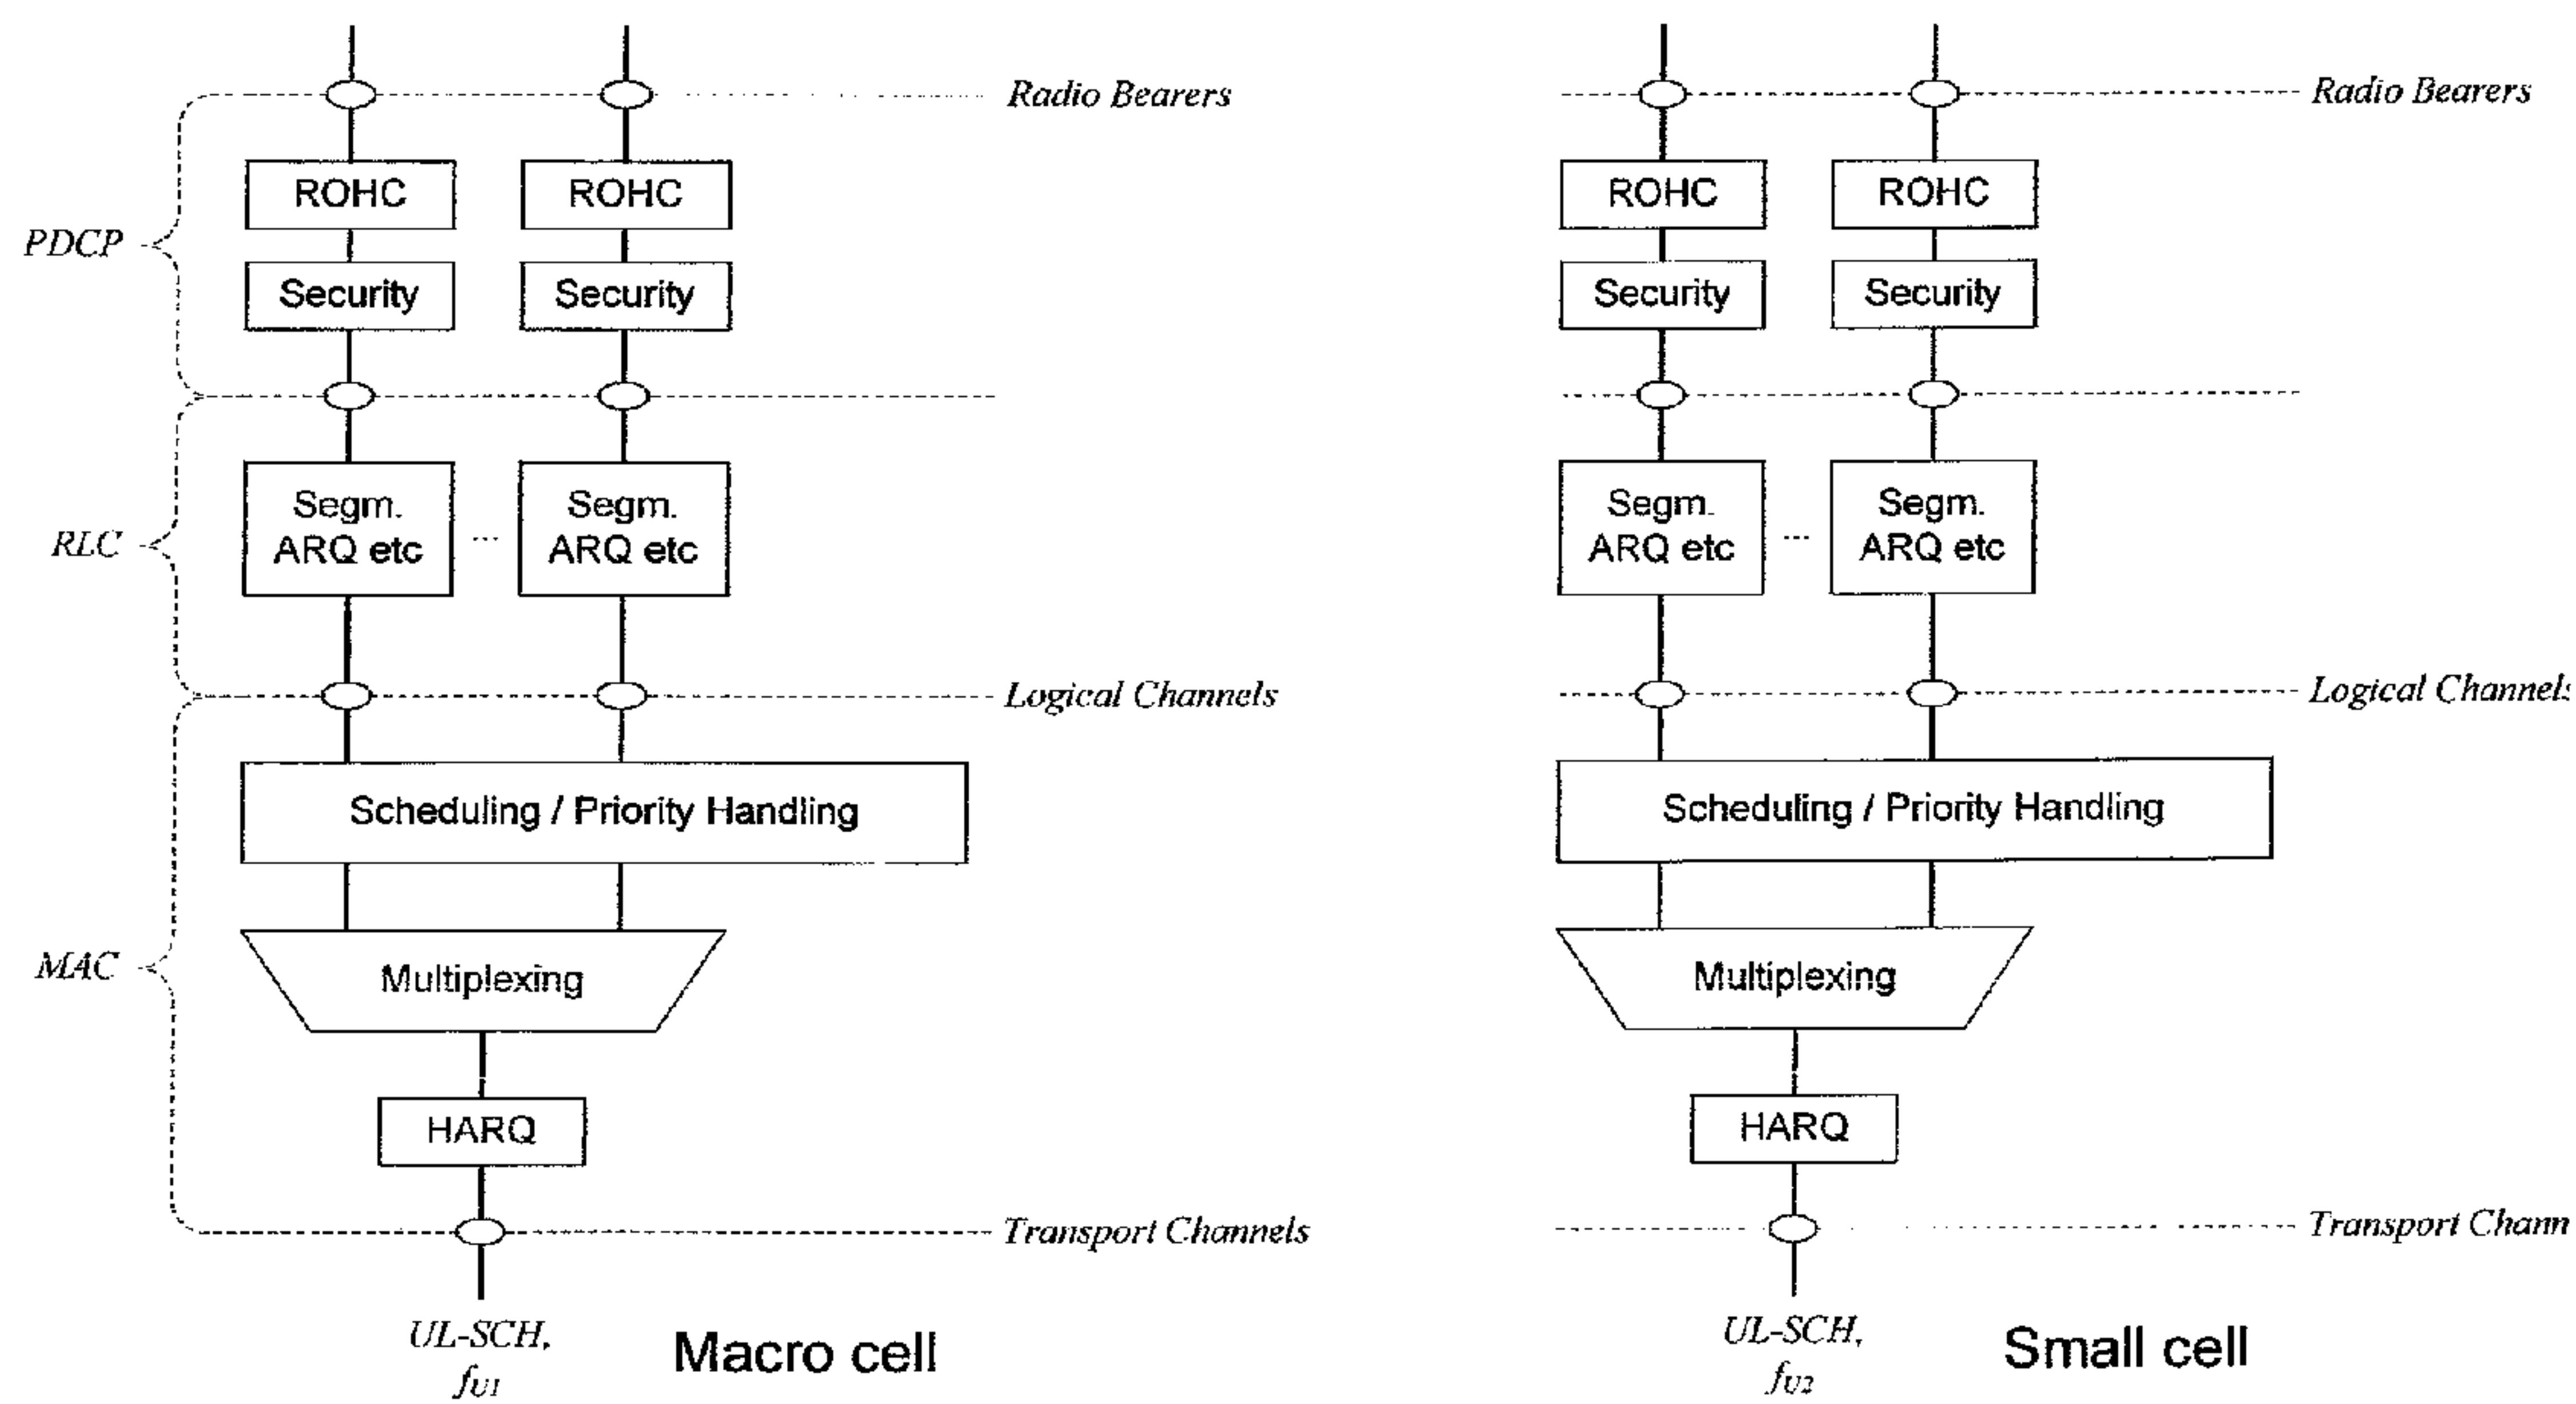 Radio Bearers
Radio Bearers
ROHC
ROHC
ROHC
ROHC
PDCP
Security
Security
Security
Security
Segm.
ARQ etc
...
Segm.
ARQ etc
Segm.
ARQ etc
...
Segm.
ARQ etc
RLC
Logical Channels
Logical Channels
Scheduling / Priority Handling
Scheduling / Priority Handling
MAC
Multiplexing
Multiplexing
HARQ
HARQ
Transport Channels
Transport Chann
UL-SCH,
fU1
Macro cell
UL-SCH,
fU2
Small cell